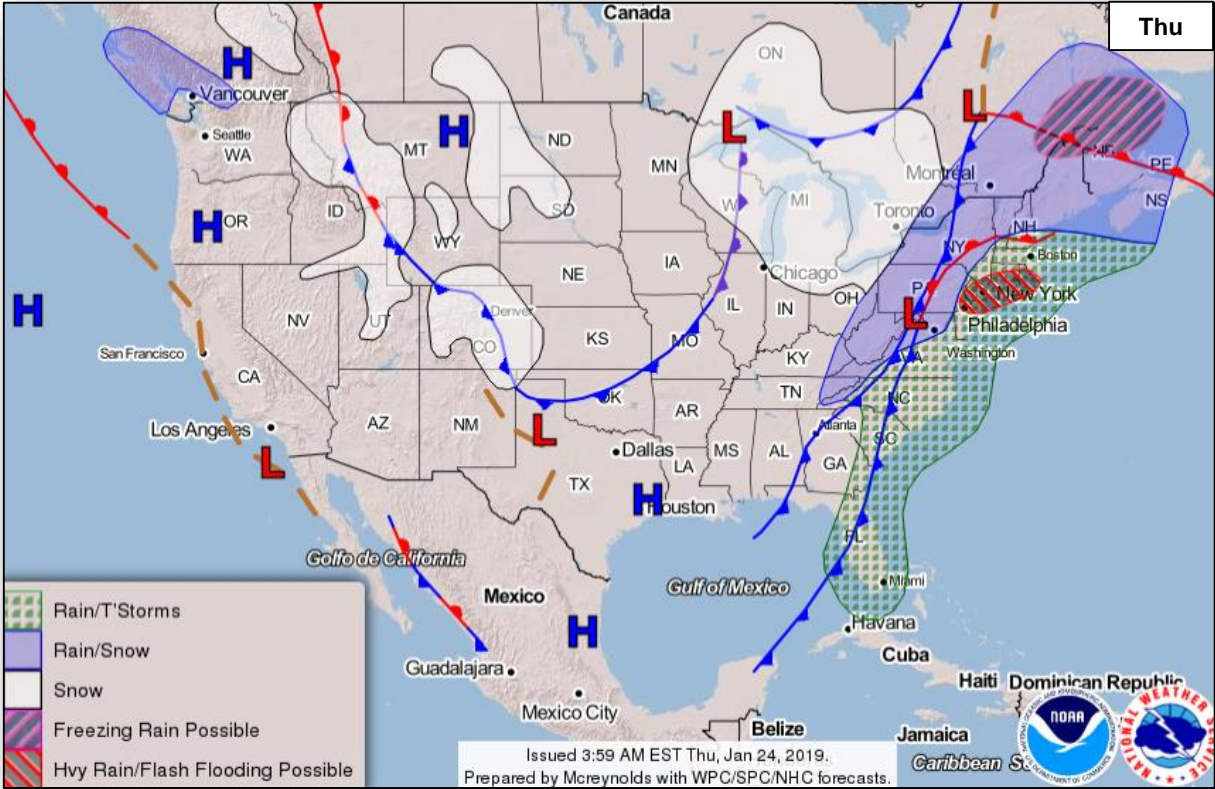 Canada
Thu
ON
H
Vancouver
Seattle
WA
MT
H
ND
MN
L
L
Montréal
PE
NS
OR
H
ID
WY
SD
W
MI
Toronto
NY
NH
Boston
H
NE
IA
Chicago
IL
IN
OH
P
New York
L
Philadelphia
NV
UT
Denver
CO
KS
MO
KY
VA
Washington
San Francisco
CA
OK
TN
NC
Los Angeles
AZ
NM
L
AR
Atlanta
SC
L
Dallas
LA
MS
AL
GA
TX
H
Houston
Golfo de California
Gulf of Mexico
FL
Miami
Mexico
H
Havana
Cuba
Guadalajara
Mexico City
Haiti
Dominican Republic
Belize
Jamaica
Caribbean S
Rain/T'Storms
Rain/Snow
Snow
Freezing Rain Possible
Hvy Rain/Flash Flooding Possible
Issued 3:59 AM EST Thu, Jan 24, 2019.
Prepared by Mcreynolds with WPC/SPC/NHC forecasts.
NOAA
NATIONAL WEATHER SERVICE